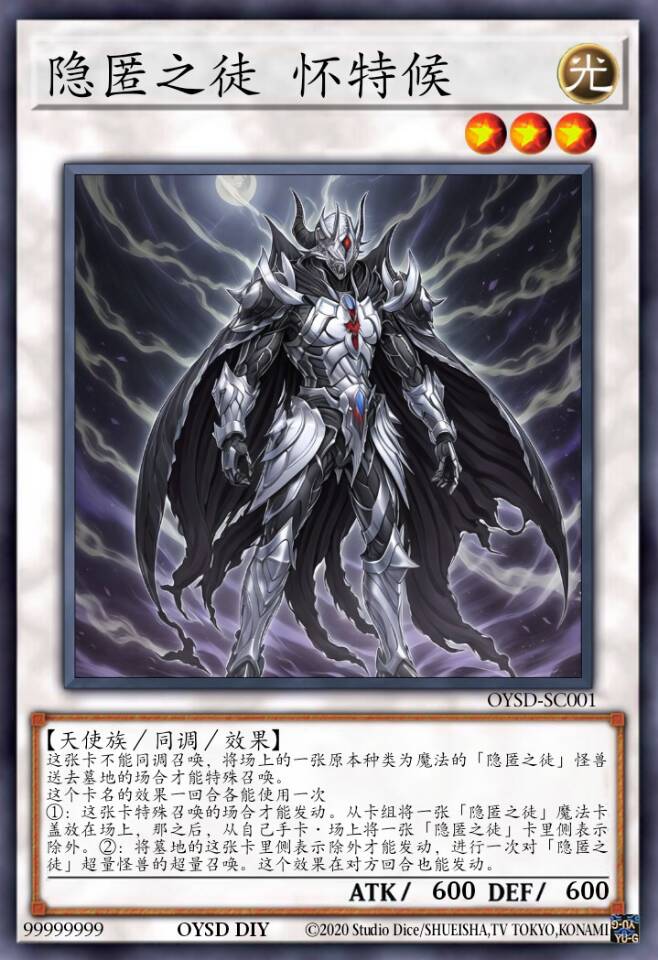 隐匿之徒 怀特候
光
OYSD-SC001
【天使族／同调／效果】
这张卡不能同调召唤，将场上的一张原本种类为魔法的「隐匿之徒」怪兽
送去墓地的场合才能特殊召唤。
这个卡名的效果一回合各能使用一次
①：这张卡特殊召唤的场合才能发动。从卡组将一张「隐匿之徒」魔法卡
盖放在场上，那之后，从自己手卡·场上将一张「隐匿之徒」卡里侧表示
除外。②：将墓地的这张卡里侧表示除外才能发动，进行一次对「隐匿之
徒」超量怪兽的超量召唤。这个效果在对方回合也能发动。
ATK/ 600 DEF/ 600
99999999 OYSD DIY ©2020 Studio Dice/SHUEISHA,TV TOKYO,KONAMI